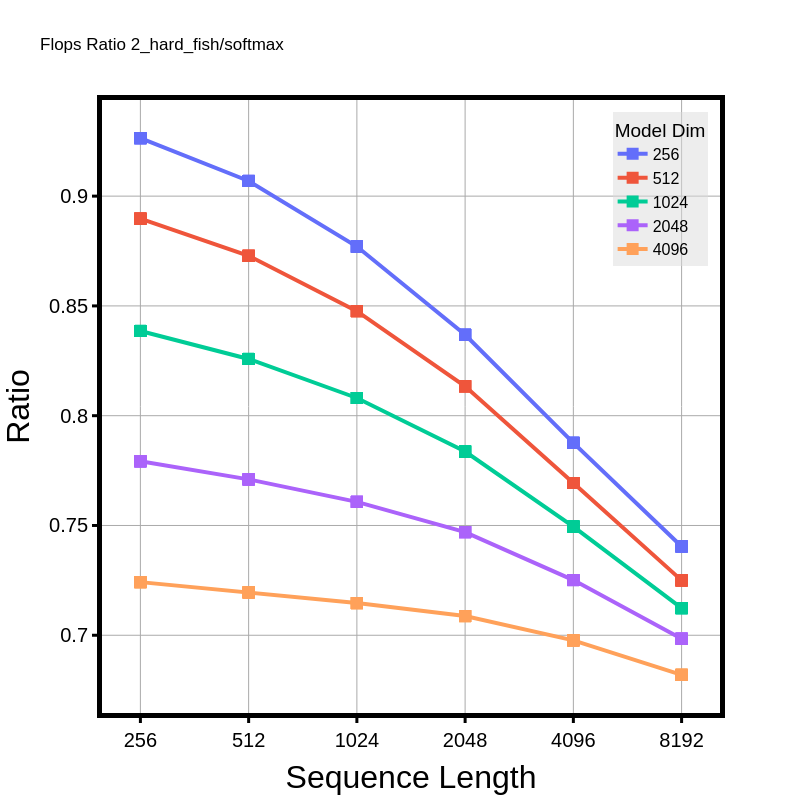 Flops Ratio 2_hard_fish/softmax
Model Dim
256
512
1024
2048
4096
0.9
0.85
0.8
0.75
0.7
Ratio
256 512 1024 2048 4096 8192
Sequence Length